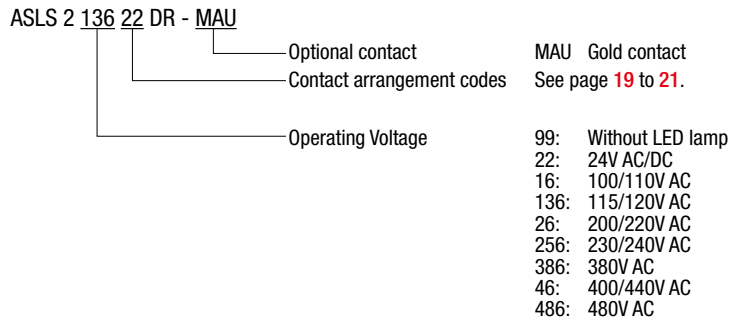 ASLS 2 136 22 DR - MAU
Optional contact MAU Gold contact
Contact arrangement codes See page 19 to 21.
Operating Voltage 99: Without LED lamp
22: 24V AC/DC
16: 100/110V AC
136: 115/120V AC
26: 200/220V AC
256: 230/240V AC
386: 380V AC
46: 400/440V AC
486: 480V AC